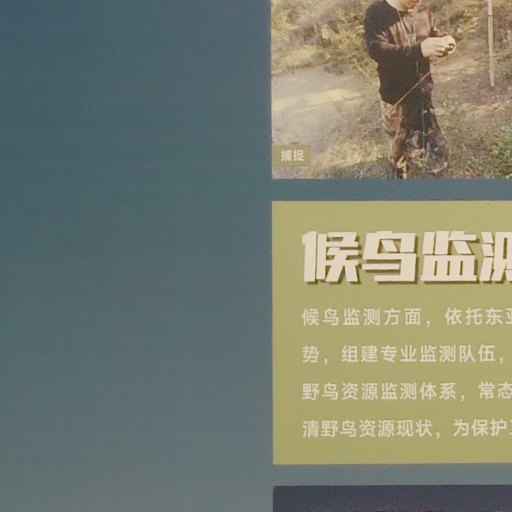 捕捉
候鸟监测
候鸟监测方面，依托东亚
势，组建专业监测队伍，
野鸟资源监测体系，常态
清野鸟资源现状，为保护